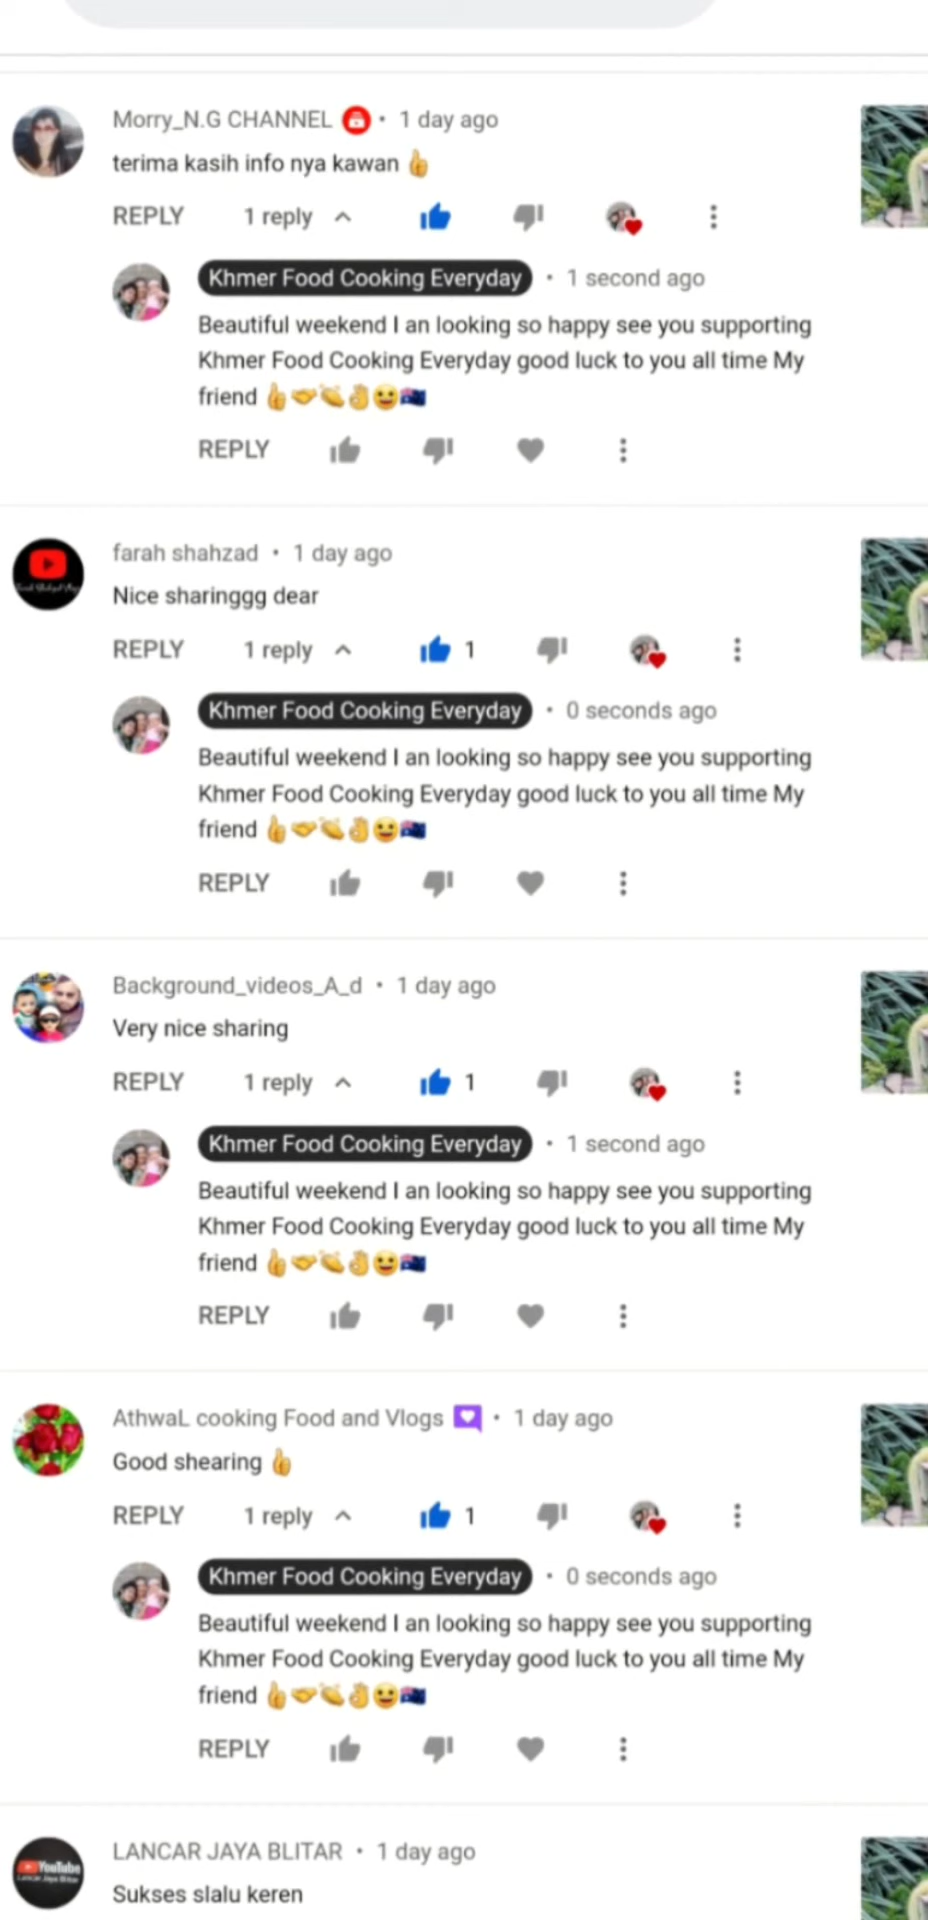 Morry_N.G CHANNEL • 1 day ago
terima kasih info nya kawan 👍
REPLY 1 reply
Khmer Food Cooking Everyday • 1 second ago
Beautiful weekend I an looking so happy see you supporting
Khmer Food Cooking Everyday good luck to you all time My
friend 👍🤝👏👌😀🇦🇺
REPLY
farah shahzad • 1 day ago
Nice sharinggg dear
REPLY 1 reply 1
Khmer Food Cooking Everyday • 0 seconds ago
Beautiful weekend I an looking so happy see you supporting
Khmer Food Cooking Everyday good luck to you all time My
friend 👍🤝👏👌😀🇦🇺
REPLY
Background_videos_A_d • 1 day ago
Very nice sharing
REPLY 1 reply 1
Khmer Food Cooking Everyday • 1 second ago
Beautiful weekend I an looking so happy see you supporting
Khmer Food Cooking Everyday good luck to you all time My
friend 👍🤝👏👌😀🇦🇺
REPLY
AthwaL cooking Food and Vlogs • 1 day ago
Good shearing 👍
REPLY 1 reply 1
Khmer Food Cooking Everyday • 0 seconds ago
Beautiful weekend I an looking so happy see you supporting
Khmer Food Cooking Everyday good luck to you all time My
friend 👍🤝👏👌😀🇦🇺
REPLY
LANCAR JAYA BLITAR • 1 day ago
YouTube
Lancar Jaya Blitar
Sukses slalu keren